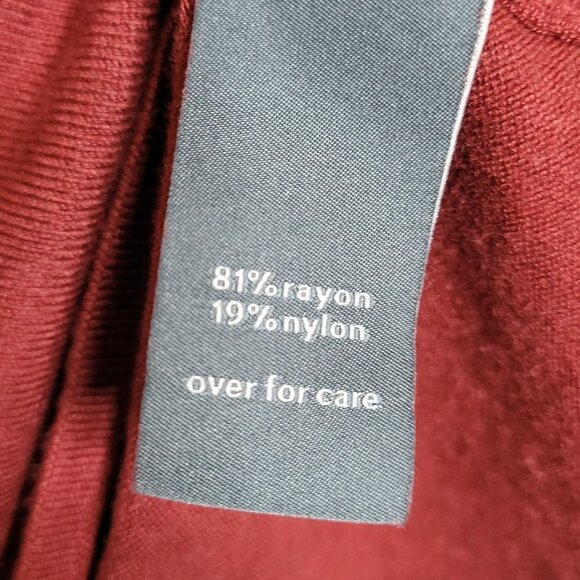 81% rayon
19% nylon
over for care